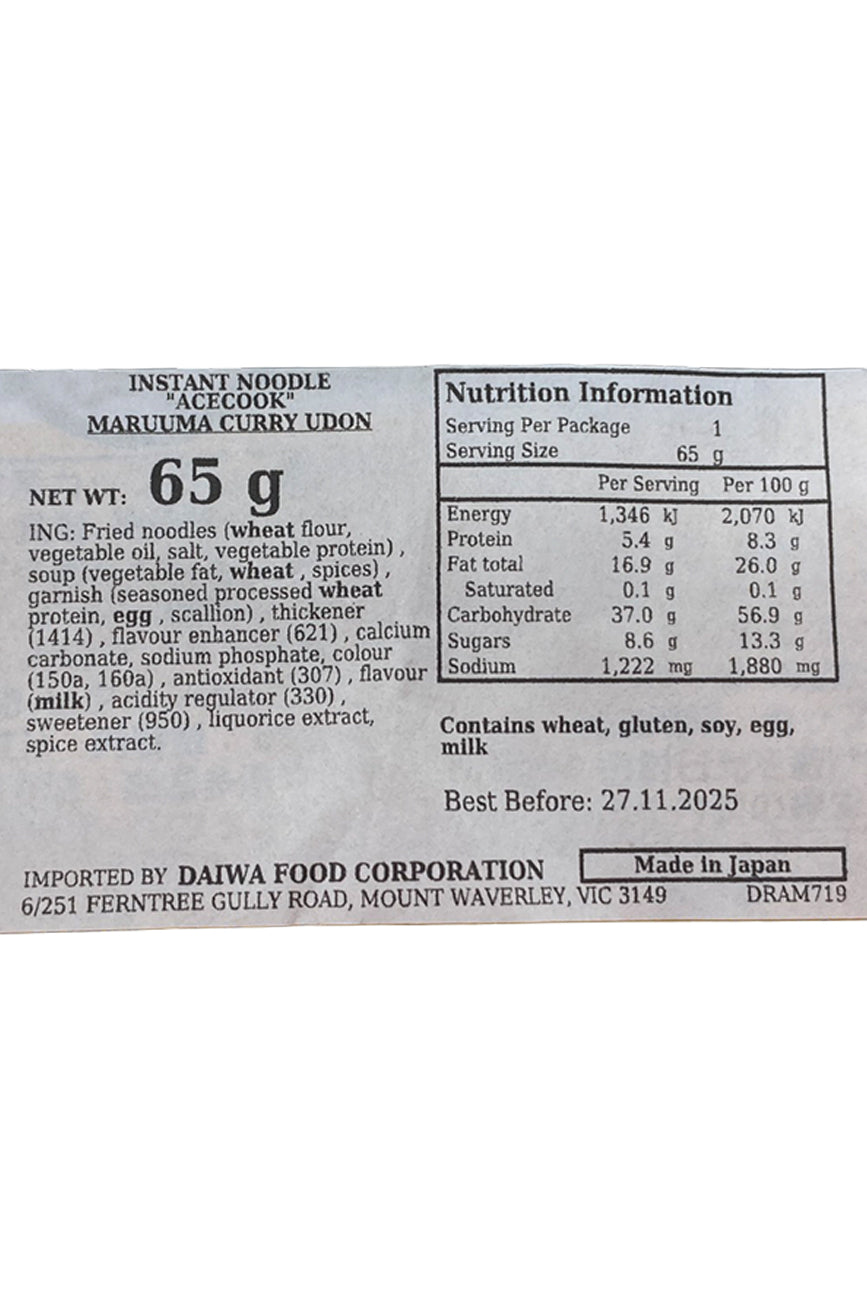 INSTANT NOODLE
"ACECOOK"
MARUUMA CURRY UDON
NET WT: 65 g
ING: Fried noodles (wheat flour,
vegetable oil, salt, vegetable protein) ,
soup (vegetable fat, wheat , spices) ,
garnish (seasoned processed wheat
protein, egg , scallion) , thickener
(1414) , flavour enhancer (621) , calcium
carbonate, sodium phosphate, colour
(150a, 160a) , antioxidant (307) , flavour
(milk) , acidity regulator (330) ,
sweetener (950) , liquorice extract,
spice extract.
Nutrition Information
Serving Per Package 1
Serving Size 65 g
Per Serving Per 100 g
Energy 1,346 kJ 2,070 kJ
Protein 5.4 g 8.3 g
Fat total 16.9 g 26.0 g
Saturated 0.1 g 0.1 g
Carbohydrate 37.0 g 56.9 g
Sugars 8.6 g 13.3 g
Sodium 1,222 mg 1,880 mg
Contains wheat, gluten, soy, egg,
milk
Best Before: 27.11.2025
IMPORTED BY DAIWA FOOD CORPORATION
Made in Japan
6/251 FERNTREE GULLY ROAD, MOUNT WAVERLEY, VIC 3149
DRAM719